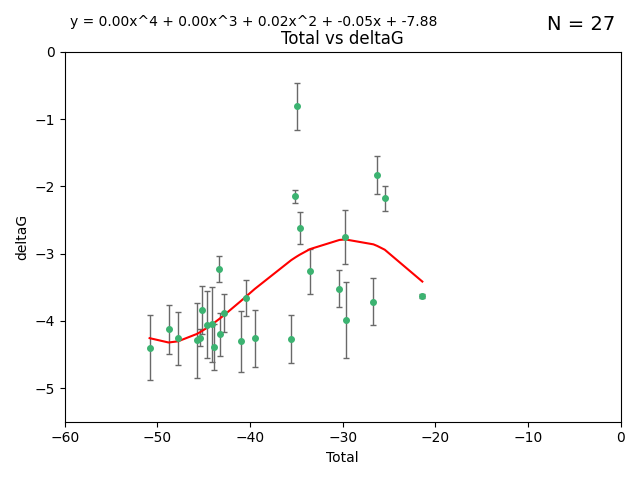 y = 0.00x^4 + 0.00x^3 + 0.02x^2 + -0.05x + -7.88
N = 27
Total vs deltaG
0
−1
−2
−3
−4
−5
deltaG
−60 −50 −40 −30 −20 −10 0
Total